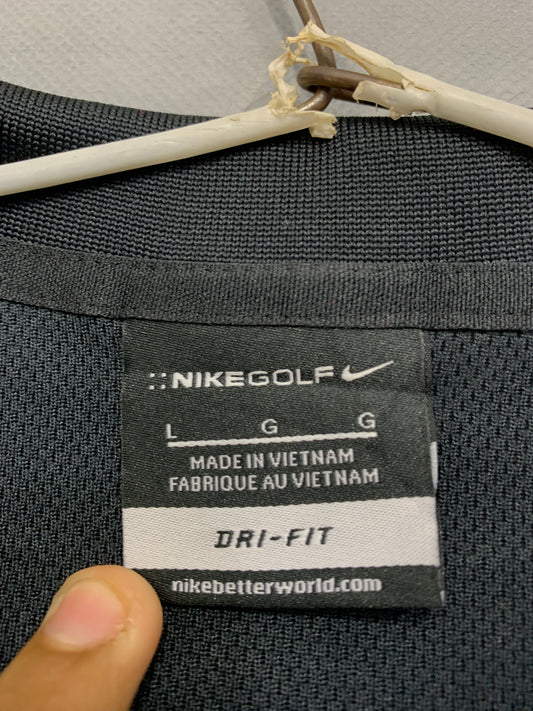 NIKEGOLF
L G G
MADE IN VIETNAM
FABRIQUE AU VIETNAM
DRI-FIT
nikebetterworld.com